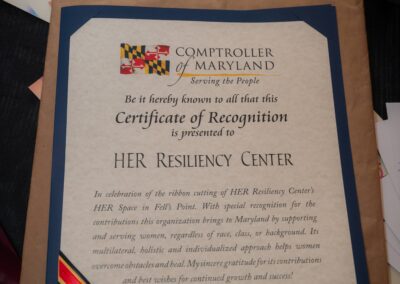 COMPTROLLER
of MARYLAND
Serving the People
Be it hereby known to all that this
Certificate of Recognition
is presented to
HER RESILIENCY CENTER
In celebration of the ribbon cutting of HER Resiliency Center's
HER Space in Fell's Point. With special recognition for the
contributions this organization brings to Maryland by supporting
and serving women, regardless of race, class, or background. Its
multilateral, holistic and individualized approach helps women
overcome obstacles and heal. My sincere gratitude for its contributions
and best wishes for continued growth and success!